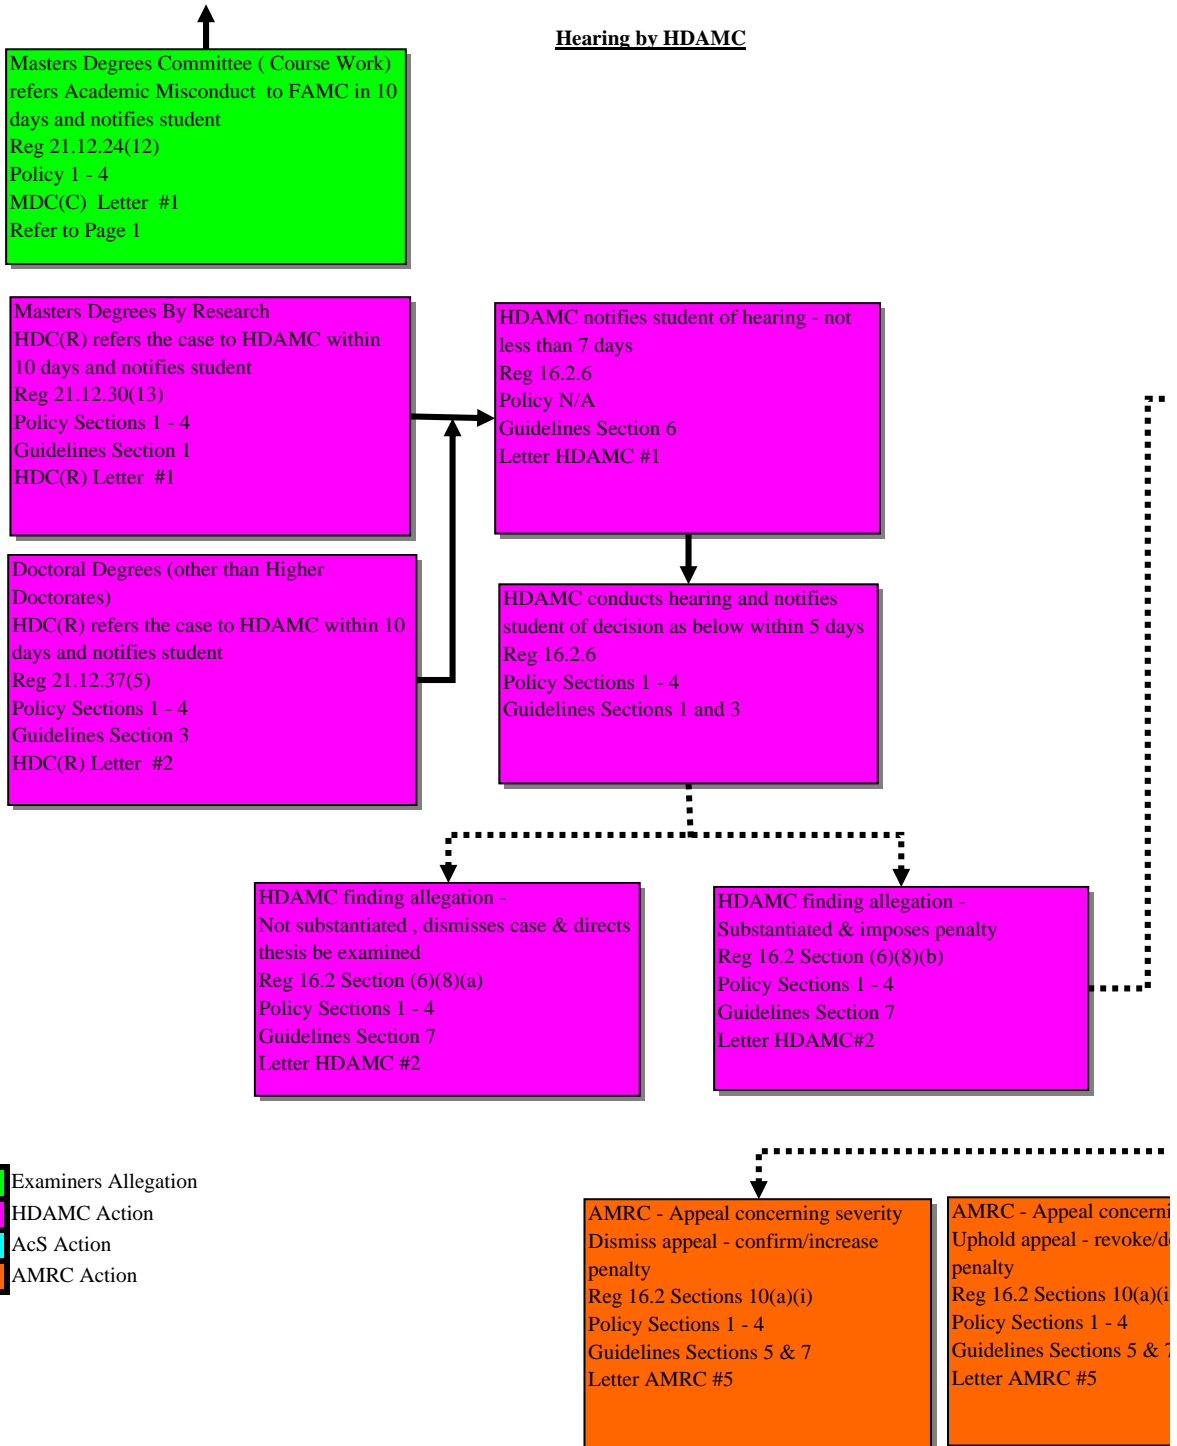 Hearing by HDAMC
Masters Degrees Committee ( Course Work)
refers Academic Misconduct to FAMC in 10
days and notifies student
Reg 21.12.24(12)
Policy 1 - 4
MDC(C) Letter #1
Refer to Page 1
Masters Degrees By Research
HDC(R) refers the case to HDAMC within
10 days and notifies student
Reg 21.12.30(13)
Policy Sections 1 - 4
Guidelines Section 1
HDC(R) Letter #1
HDAMC notifies student of hearing - not
less than 7 days
Reg 16.2.6
Policy N/A
Guidelines Section 6
Letter HDAMC #1
Doctoral Degrees (other than Higher
Doctorates)
HDC(R) refers the case to HDAMC within 10
days and notifies student
Reg 21.12.37(5)
Policy Sections 1 - 4
Guidelines Section 3
HDC(R) Letter #2
HDAMC conducts hearing and notifies
student of decision as below within 5 days
Reg 16.2.6
Policy Sections 1 - 4
Guidelines Sections 1 and 3
HDAMC finding allegation -
Not substantiated , dismisses case & directs
thesis be examined
Reg 16.2 Section (6)(8)(a)
Policy Sections 1 - 4
Guidelines Section 7
Letter HDAMC #2
HDAMC finding allegation -
Substantiated & imposes penalty
Reg 16.2 Section (6)(8)(b)
Policy Sections 1 - 4
Guidelines Section 7
Letter HDAMC#2
Examiners Allegation
HDAMC Action
AcS Action
AMRC Action
AMRC - Appeal concerning severity
Dismiss appeal - confirm/increase
penalty
Reg 16.2 Sections 10(a)(i)
Policy Sections 1 - 4
Guidelines Sections 5 & 7
Letter AMRC #5
AMRC - Appeal
Uphold appeal -
penalty
Reg 16.2 Sections
Policy Sections 1 - 4
Guidelines Sections 5 &
Letter AMRC #5